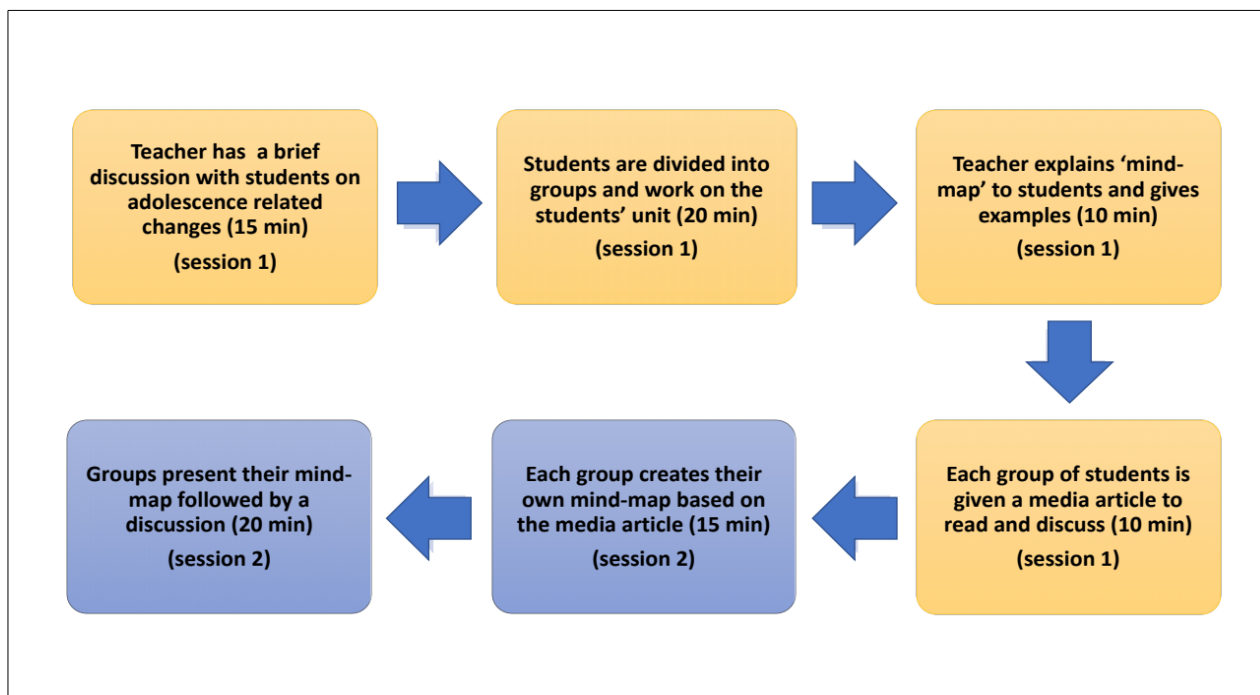 Teacher has  a brief
discussion with students on
adolescence related
changes (15 min)
(session 1)
Students are divided into
groups and work on the
students’ unit (20 min)
(session 1)
Teacher explains ‘mind-
map’ to students and gives
examples (10 min)
(session 1)
Each group of students is
given a media article to
read and discuss (10 min)
(session 1)
Each group creates their
own mind-map based on
the media article (15 min)
(session 2)
Groups present their mind-
map followed by a
discussion (20 min)
(session 2)